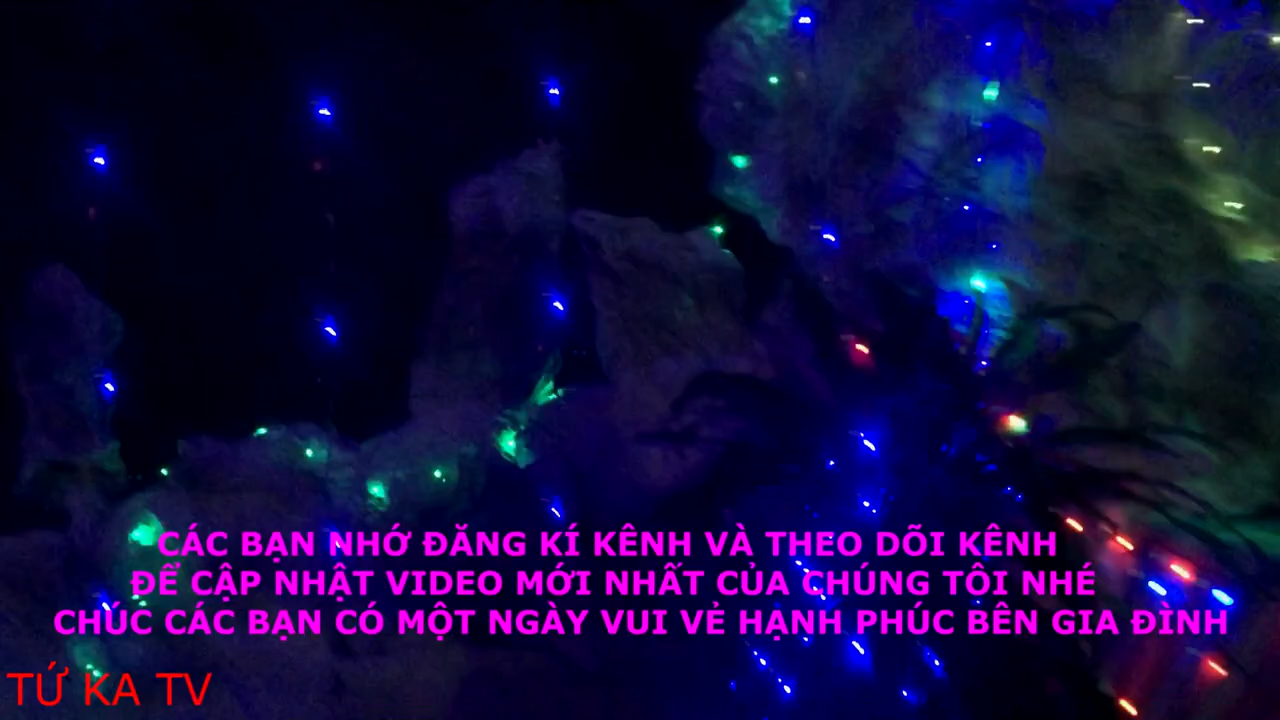 CÁC BẠN NHỚ ĐĂNG KÍ KÊNH VÀ THEO DÕI KÊNH
ĐỂ CẬP NHẬT VIDEO MỚI NHẤT CỦA CHÚNG TÔI NHÉ
CHÚC CÁC BẠN CÓ MỘT NGÀY VUI VẺ HẠNH PHÚC BÊN GIA ĐÌNH
TỨ KA TV